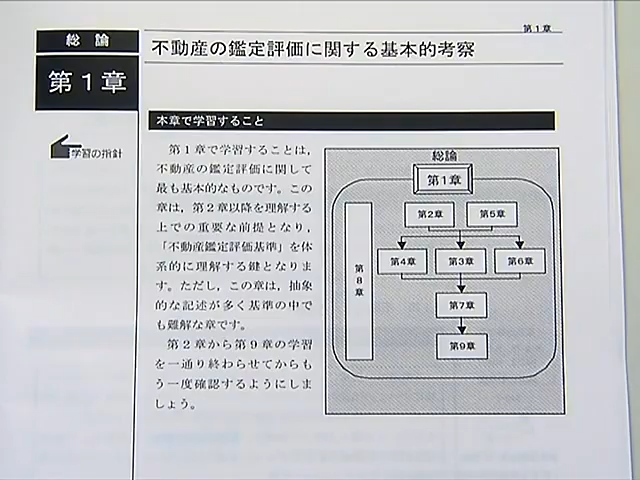 第1章
総論
第1章
不動産の鑑定評価に関する基本的考察
本章で学習すること
学習の指針
第1章で学習することは,
不動産の鑑定評価に関して
最も基本的なものです。この
章は, 第2章以降を理解する
上での重要な前提となり,
「不動産鑑定評価基準」を体
系的に理解する鍵となりま
す。ただし, この章は, 抽象
的な記述が多く基準の中で
も難解な章です。
第2章から第9章の学習
を一通り終わらせてからも
う一度確認するようにしま
しょう。
総論
第1章
第2章
第5章
第8章
第4章
第3章
第6章
第7章
第9章